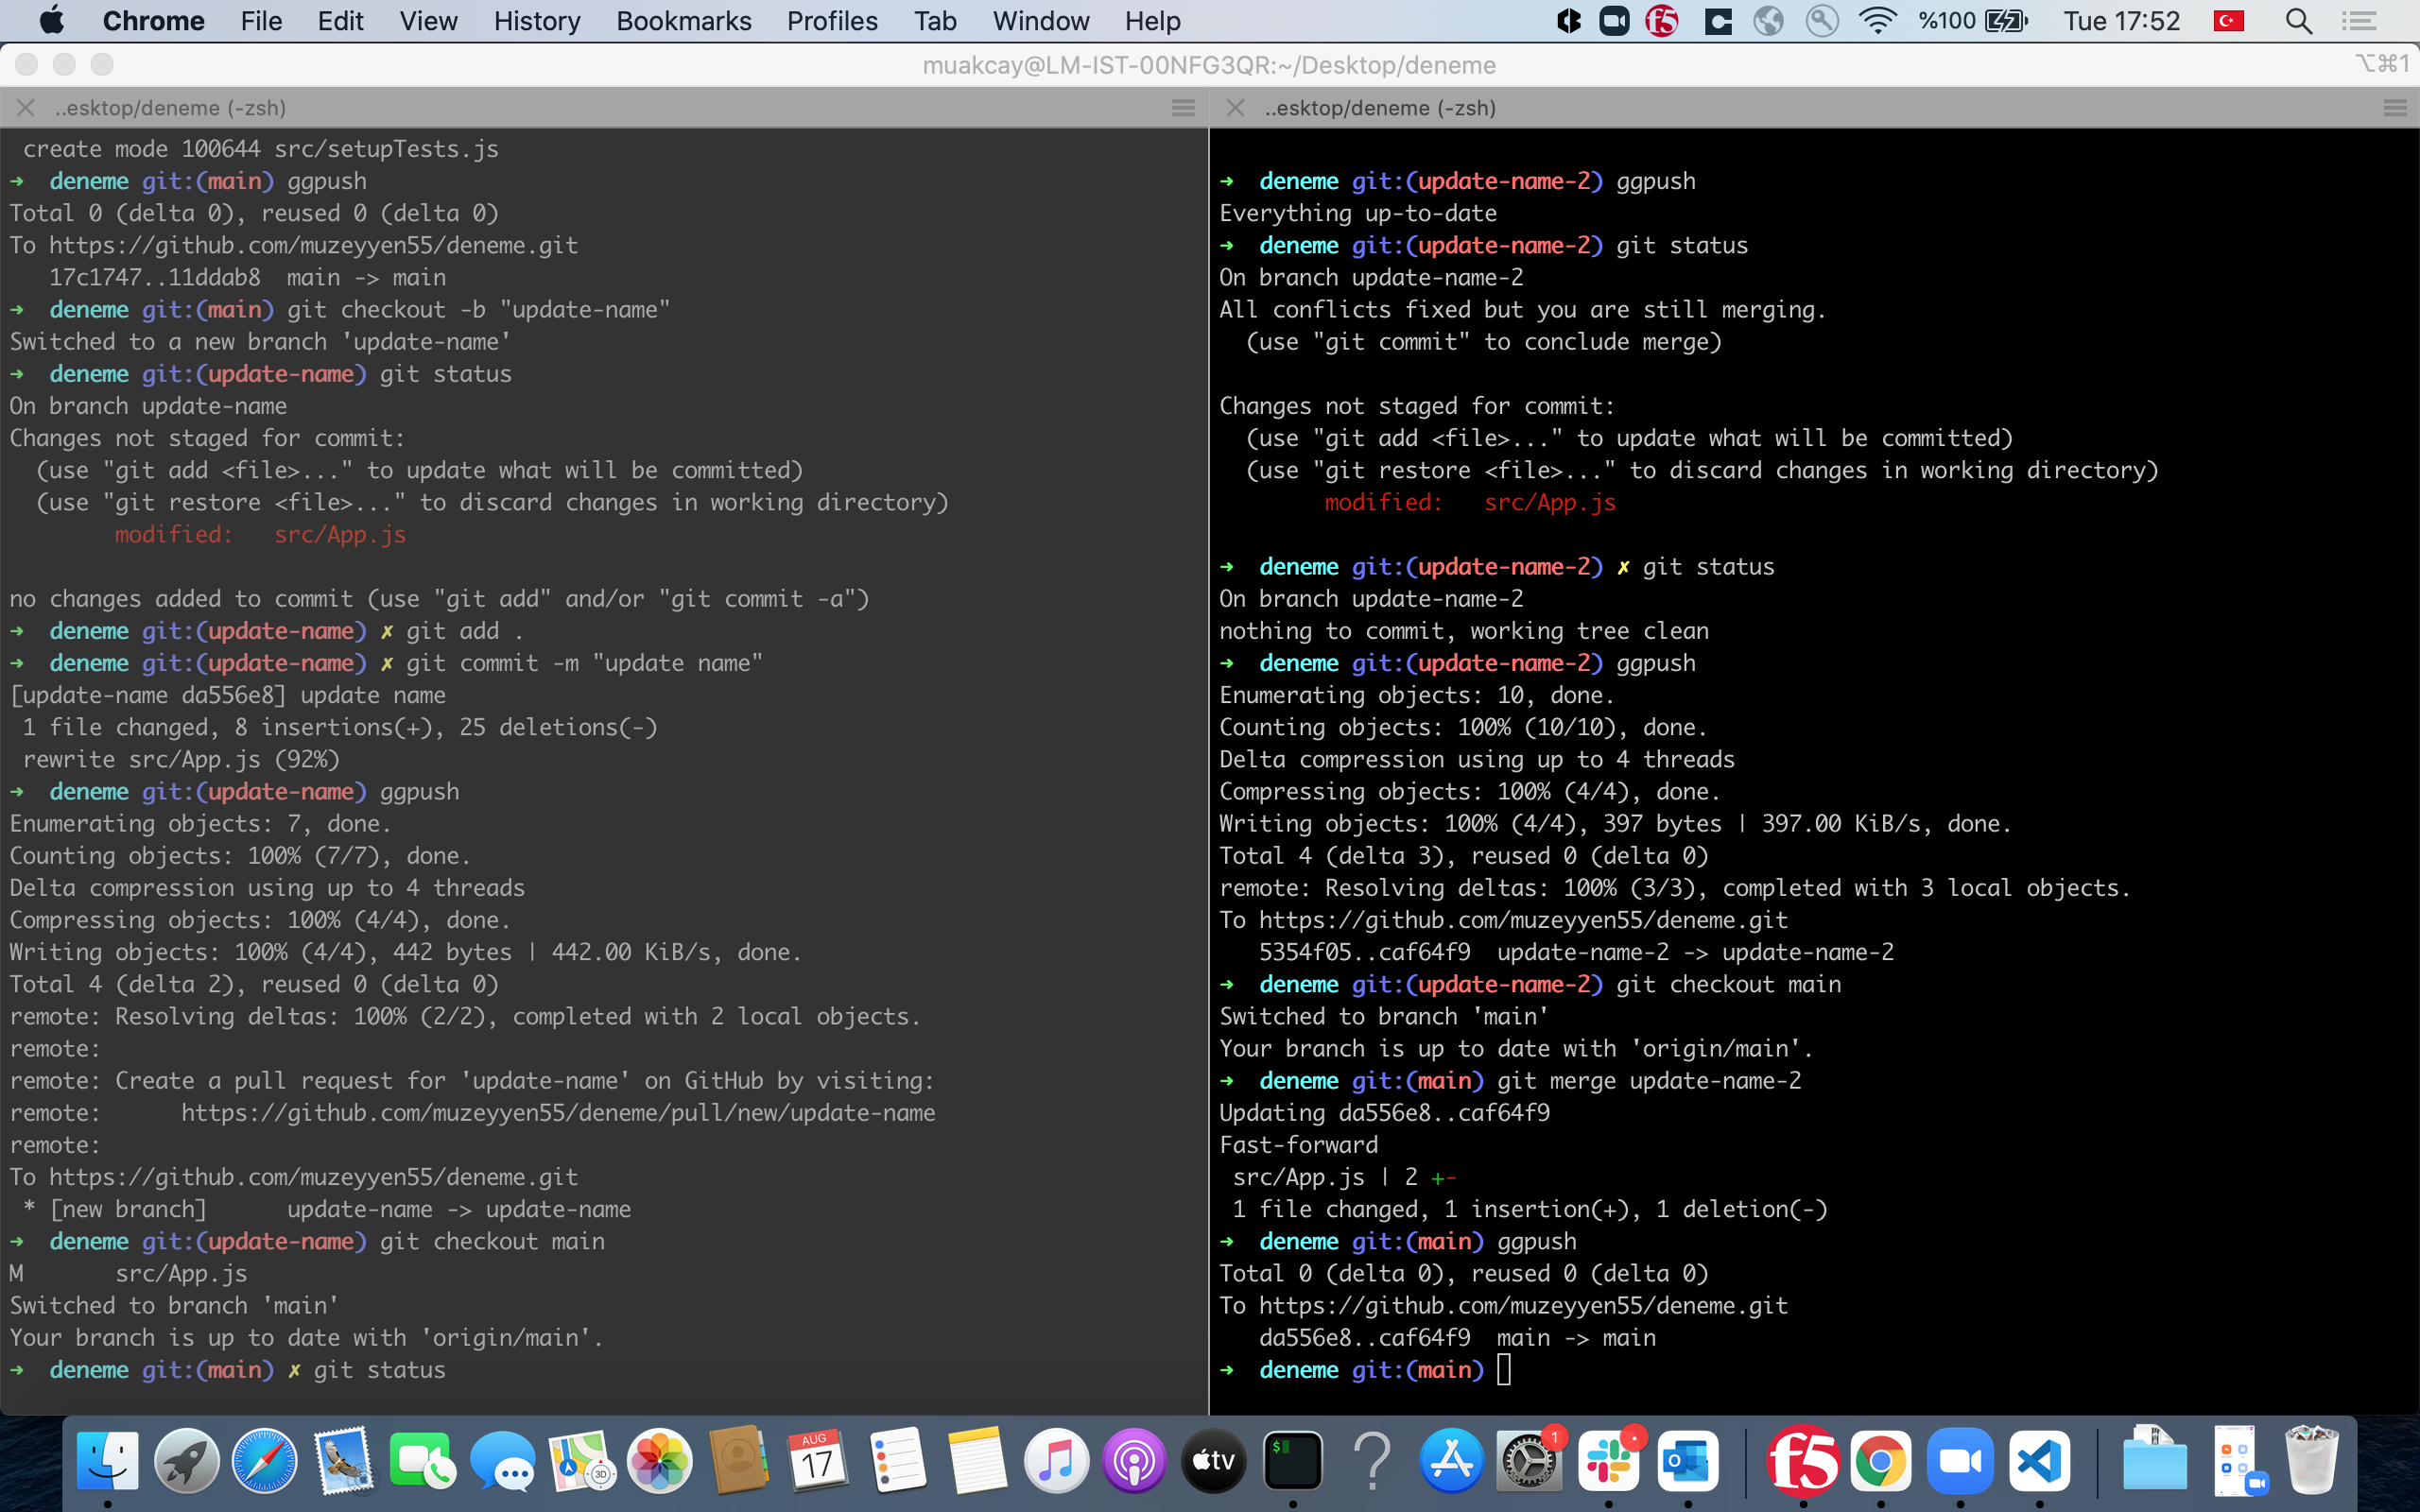 Chrome File Edit View History Bookmarks Profiles Tab Window Help f5 %100 Tue 17:52
muakcay@LM-IST-00NFG3QR:~/Desktop/deneme ⌥⌘1
..esktop/deneme (-zsh)
 create mode 100644 src/setupTests.js
➜  deneme git:(main) ggpush
Total 0 (delta 0), reused 0 (delta 0)
To https://github.com/muzeyyen55/deneme.git
   17c1747..11ddab8  main -> main
➜  deneme git:(main) git checkout -b "update-name"
Switched to a new branch 'update-name'
➜  deneme git:(update-name) git status
On branch update-name
Changes not staged for commit:
  (use "git add <file>..." to update what will be committed)
  (use "git restore <file>..." to discard changes in working directory)
        modified:   src/App.js
no changes added to commit (use "git add" and/or "git commit -a")
➜  deneme git:(update-name) ✗ git add .
➜  deneme git:(update-name) ✗ git commit -m "update name"
[update-name da556e8] update name
 1 file changed, 8 insertions(+), 25 deletions(-)
 rewrite src/App.js (92%)
➜  deneme git:(update-name) ggpush
Enumerating objects: 7, done.
Counting objects: 100% (7/7), done.
Delta compression using up to 4 threads
Compressing objects: 100% (4/4), done.
Writing objects: 100% (4/4), 442 bytes | 442.00 KiB/s, done.
Total 4 (delta 2), reused 0 (delta 0)
remote: Resolving deltas: 100% (2/2), completed with 2 local objects.
remote:
remote: Create a pull request for 'update-name' on GitHub by visiting:
remote:      https://github.com/muzeyyen55/deneme/pull/new/update-name
remote:
To https://github.com/muzeyyen55/deneme.git
 * [new branch]      update-name -> update-name
➜  deneme git:(update-name) git checkout main
M       src/App.js
Switched to branch 'main'
Your branch is up to date with 'origin/main'.
➜  deneme git:(main) ✗ git status
..esktop/deneme (-zsh)
➜  deneme git:(update-name-2) ggpush
Everything up-to-date
➜  deneme git:(update-name-2) git status
On branch update-name-2
All conflicts fixed but you are still merging.
  (use "git commit" to conclude merge)
Changes not staged for commit:
  (use "git add <file>..." to update what will be committed)
  (use "git restore <file>..." to discard changes in working directory)
        modified:   src/App.js
➜  deneme git:(update-name-2) ✗ git status
On branch update-name-2
nothing to commit, working tree clean
➜  deneme git:(update-name-2) ggpush
Enumerating objects: 10, done.
Counting objects: 100% (10/10), done.
Delta compression using up to 4 threads
Compressing objects: 100% (4/4), done.
Writing objects: 100% (4/4), 397 bytes | 397.00 KiB/s, done.
Total 4 (delta 3), reused 0 (delta 0)
remote: Resolving deltas: 100% (3/3), completed with 3 local objects.
To https://github.com/muzeyyen55/deneme.git
   5354f05..caf64f9  update-name-2 -> update-name-2
➜  deneme git:(update-name-2) git checkout main
Switched to branch 'main'
Your branch is up to date with 'origin/main'.
➜  deneme git:(main) git merge update-name-2
Updating da556e8..caf64f9
Fast-forward
 src/App.js | 2 +-
 1 file changed, 1 insertion(+), 1 deletion(-)
➜  deneme git:(main) ggpush
Total 0 (delta 0), reused 0 (delta 0)
To https://github.com/muzeyyen55/deneme.git
   da556e8..caf64f9  main -> main
➜  deneme git:(main)
3D AUG 17 tv $ ? 1 O f5